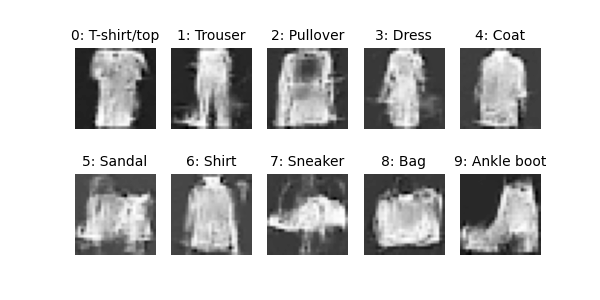 0: T-shirt/top 1: Trouser 2: Pullover 3: Dress 4: Coat
5: Sandal 6: Shirt 7: Sneaker 8: Bag 9: Ankle boot